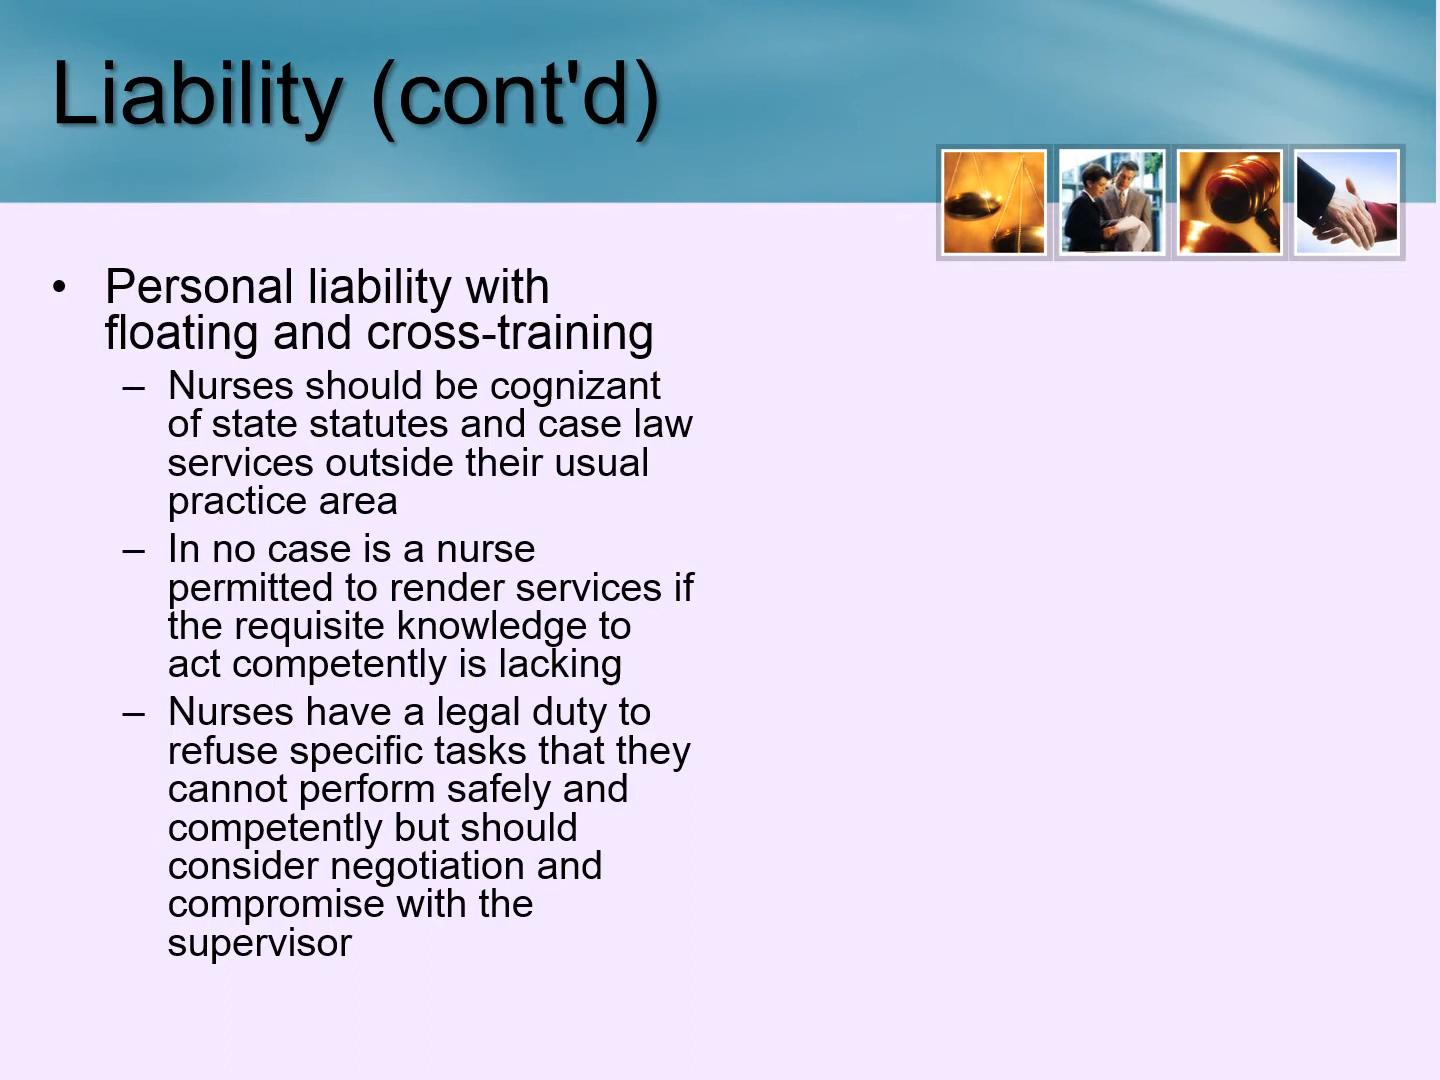 Liability (cont'd)
• Personal liability with
floating and cross-training
– Nurses should be cognizant
of state statutes and case law
services outside their usual
practice area
– In no case is a nurse
permitted to render services if
the requisite knowledge to
act competently is lacking
– Nurses have a legal duty to
refuse specific tasks that they
cannot perform safely and
competently but should
consider negotiation and
compromise with the
supervisor